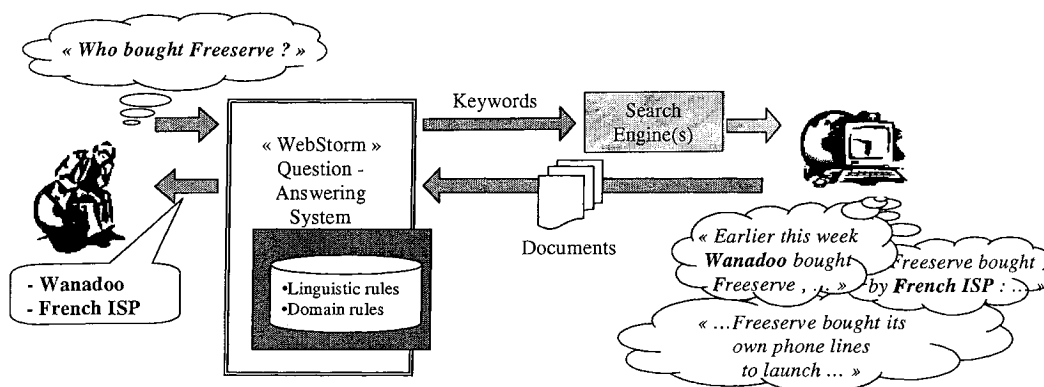 « Who bought Freeserve ? »
Keywords
Search
Engine(s)
« WebStorm »
Question -
Answering
System
Documents
- Wanadoo
- French ISP
•Linguistic rules
•Domain rules
« Earlier this week
Wanadoo bought
Freeserve , ... »
Freeserve bought
by French ISP : ... »
« ...Freeserve bought its
own phone lines
to launch ... »